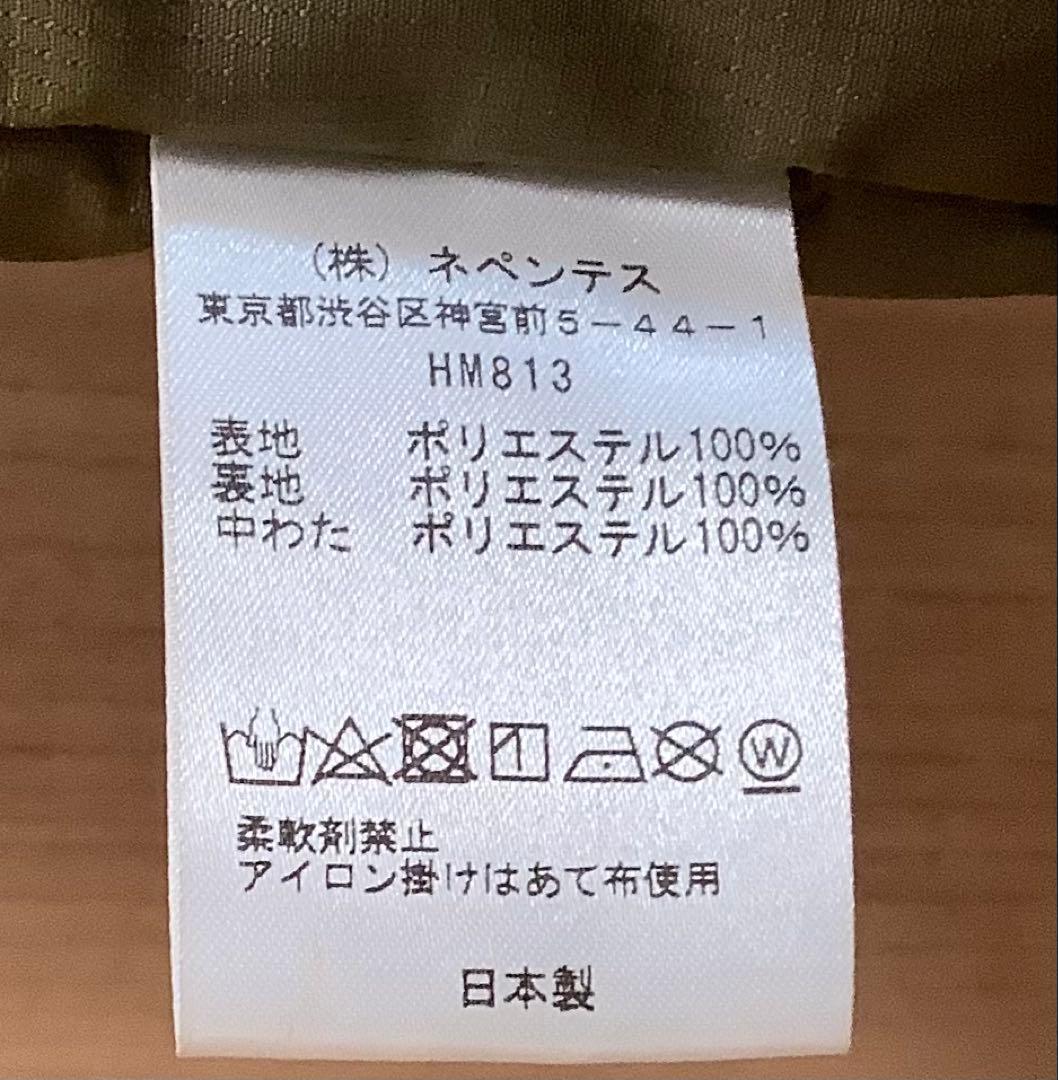 (株) ネペンテス
東京都渋谷区神宮前5-44-1
HM813
表地 ポリエステル100%
裏地 ポリエステル100%
中わた ポリエステル100%
W
柔軟剤禁止
アイロン掛けはあて布使用
日本製